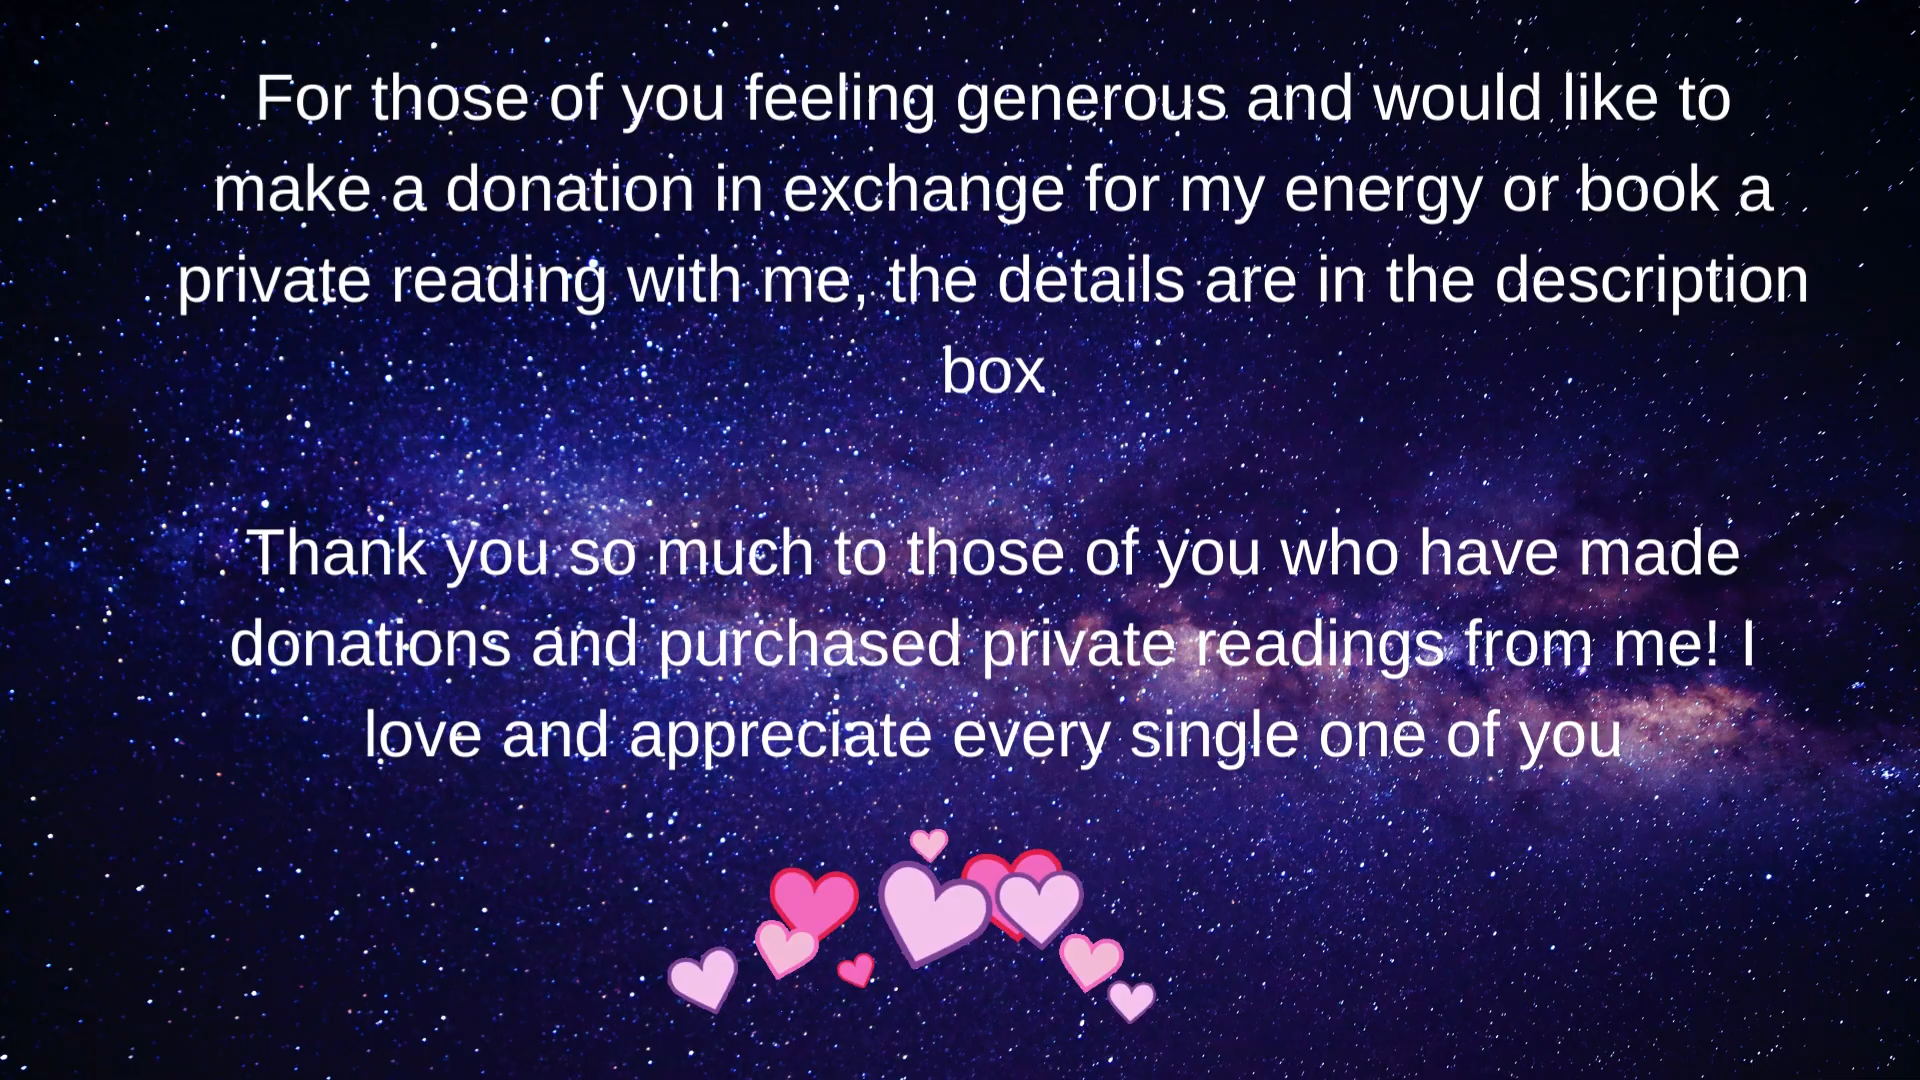 For those of you feeling generous and would like to
make a donation in exchange for my energy or book a
private reading with me, the details are in the description
box
Thank you so much to those of you who have made
donations and purchased private readings from me! I
love and appreciate every single one of you